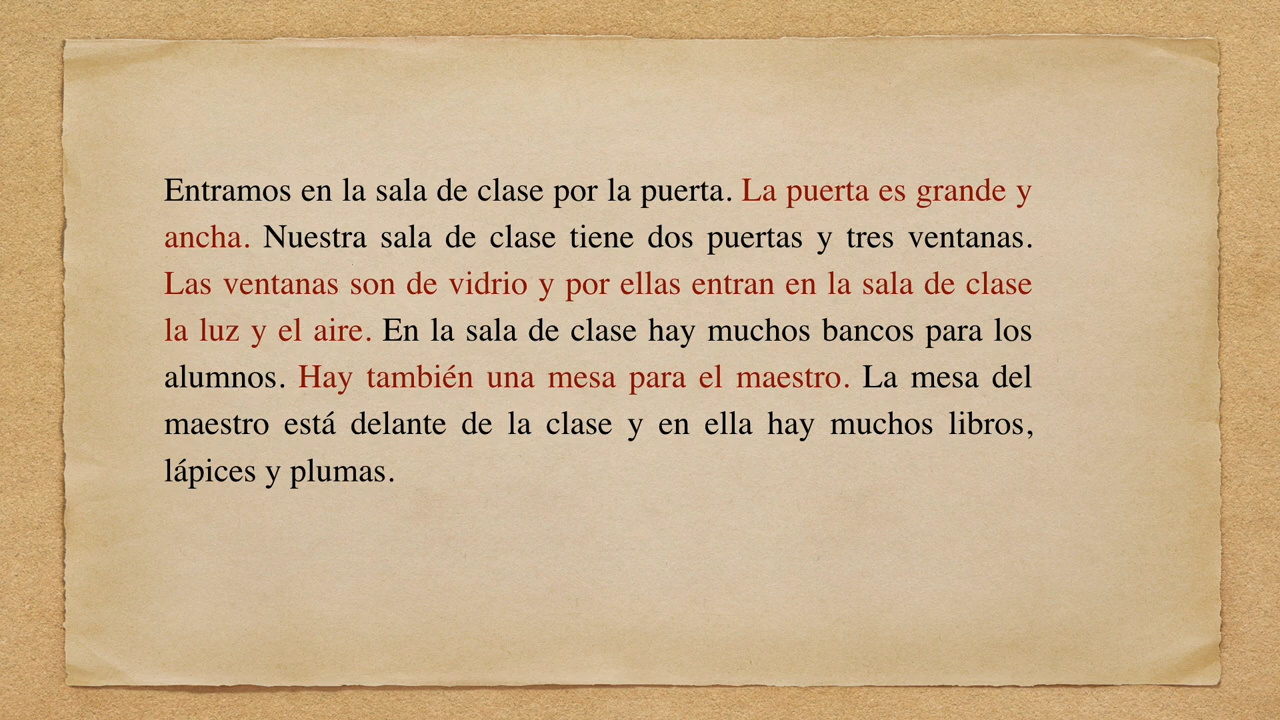 Entramos en la sala de clase por la puerta. La puerta es grande y
ancha. Nuestra sala de clase tiene dos puertas y tres ventanas.
Las ventanas son de vidrio y por ellas entran en la sala de clase
la luz y el aire. En la sala de clase hay muchos bancos para los
alumnos. Hay también una mesa para el maestro. La mesa del
maestro está delante de la clase y en ella hay muchos libros,
lápices y plumas.